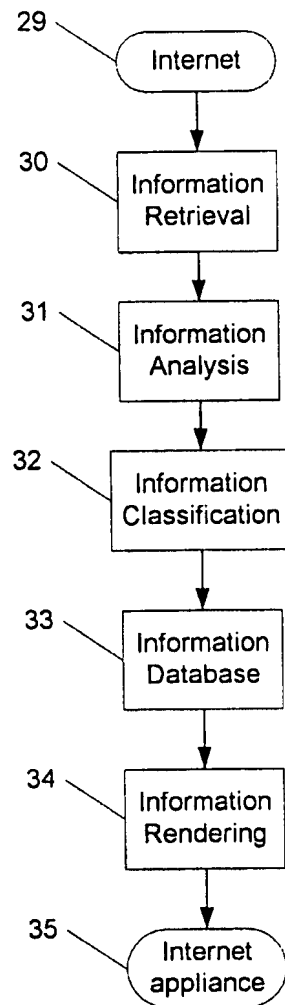 29
Internet
30
Information
Retrieval
31
Information
Analysis
32
Information
Classification
33
Information
Database
34
Information
Rendering
35
Internet
appliance